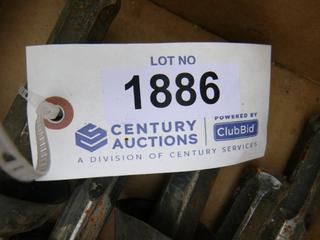 LOT NO
1886
CENTURY AUCTIONS
POWERED BY
ClubBid
A DIVISION OF CENTURY SERVICES